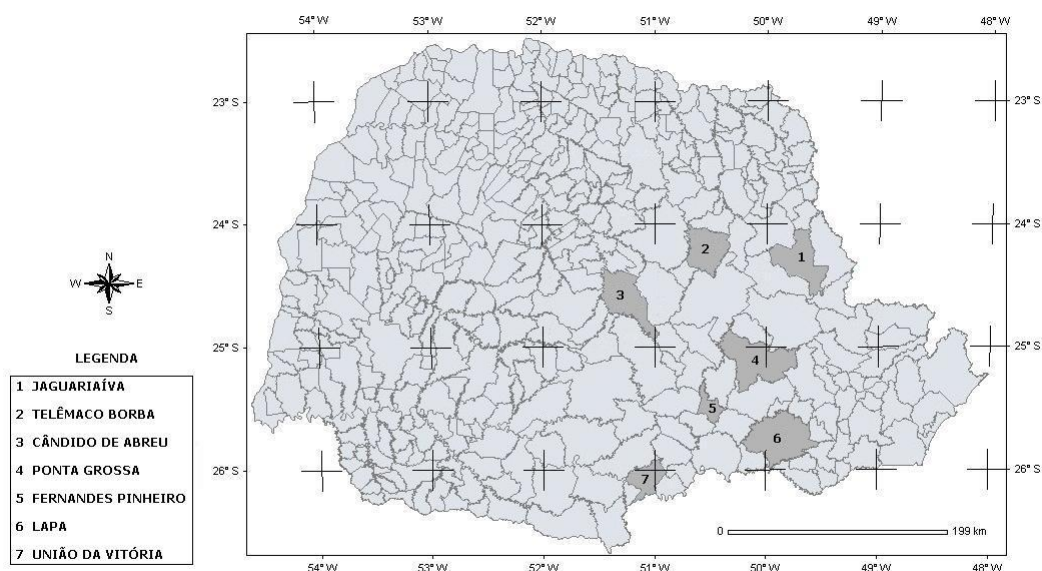 54° W 53° W 52° W 51° W 50° W 49° W 48° W
23° S 23° S
24° S 24° S
25° S 25° S
26° S 26° S
N
W E
S
LEGENDA
1 JAGUARIAÍVA
2 TELÊMACO BORBA
3 CÂNDIDO DE ABREU
4 PONTA GROSSA
5 FERNANDES PINHEIRO
6 LAPA
7 UNIÃO DA VITÓRIA
2 1
3
4
5
6
7
0 199 km
54° W 53° W 52° W 51° W 50° W 49° W 48° W